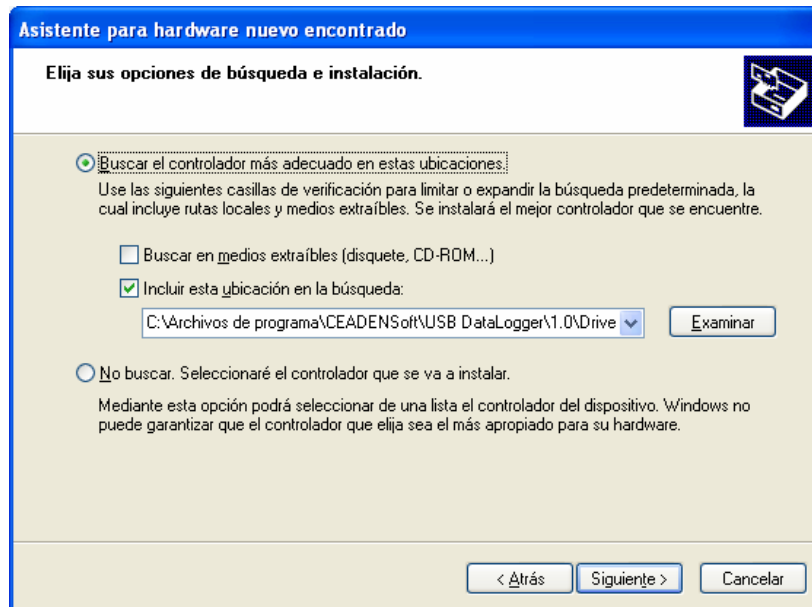 Asistente para hardware nuevo encontrado
Elija sus opciones de búsqueda e instalación.
Buscar el controlador más adecuado en estas ubicaciones.
Use las siguientes casillas de verificación para limitar o expandir la búsqueda predeterminada, la
cual incluye rutas locales y medios extraíbles. Se instalará el mejor controlador que se encuentre.
Buscar en medios extraíbles (disquete, CD-ROM...)
Incluir esta ubicación en la búsqueda:
C:\Archivos de programa\CEADENSoft\USB DataLogger\1.0\Drive
Examinar
No buscar. Seleccionaré el controlador que se va a instalar.
Mediante esta opción podrá seleccionar de una lista el controlador del dispositivo. Windows no
puede garantizar que el controlador que elija sea el más apropiado para su hardware.
< Atrás
Siguiente >
Cancelar